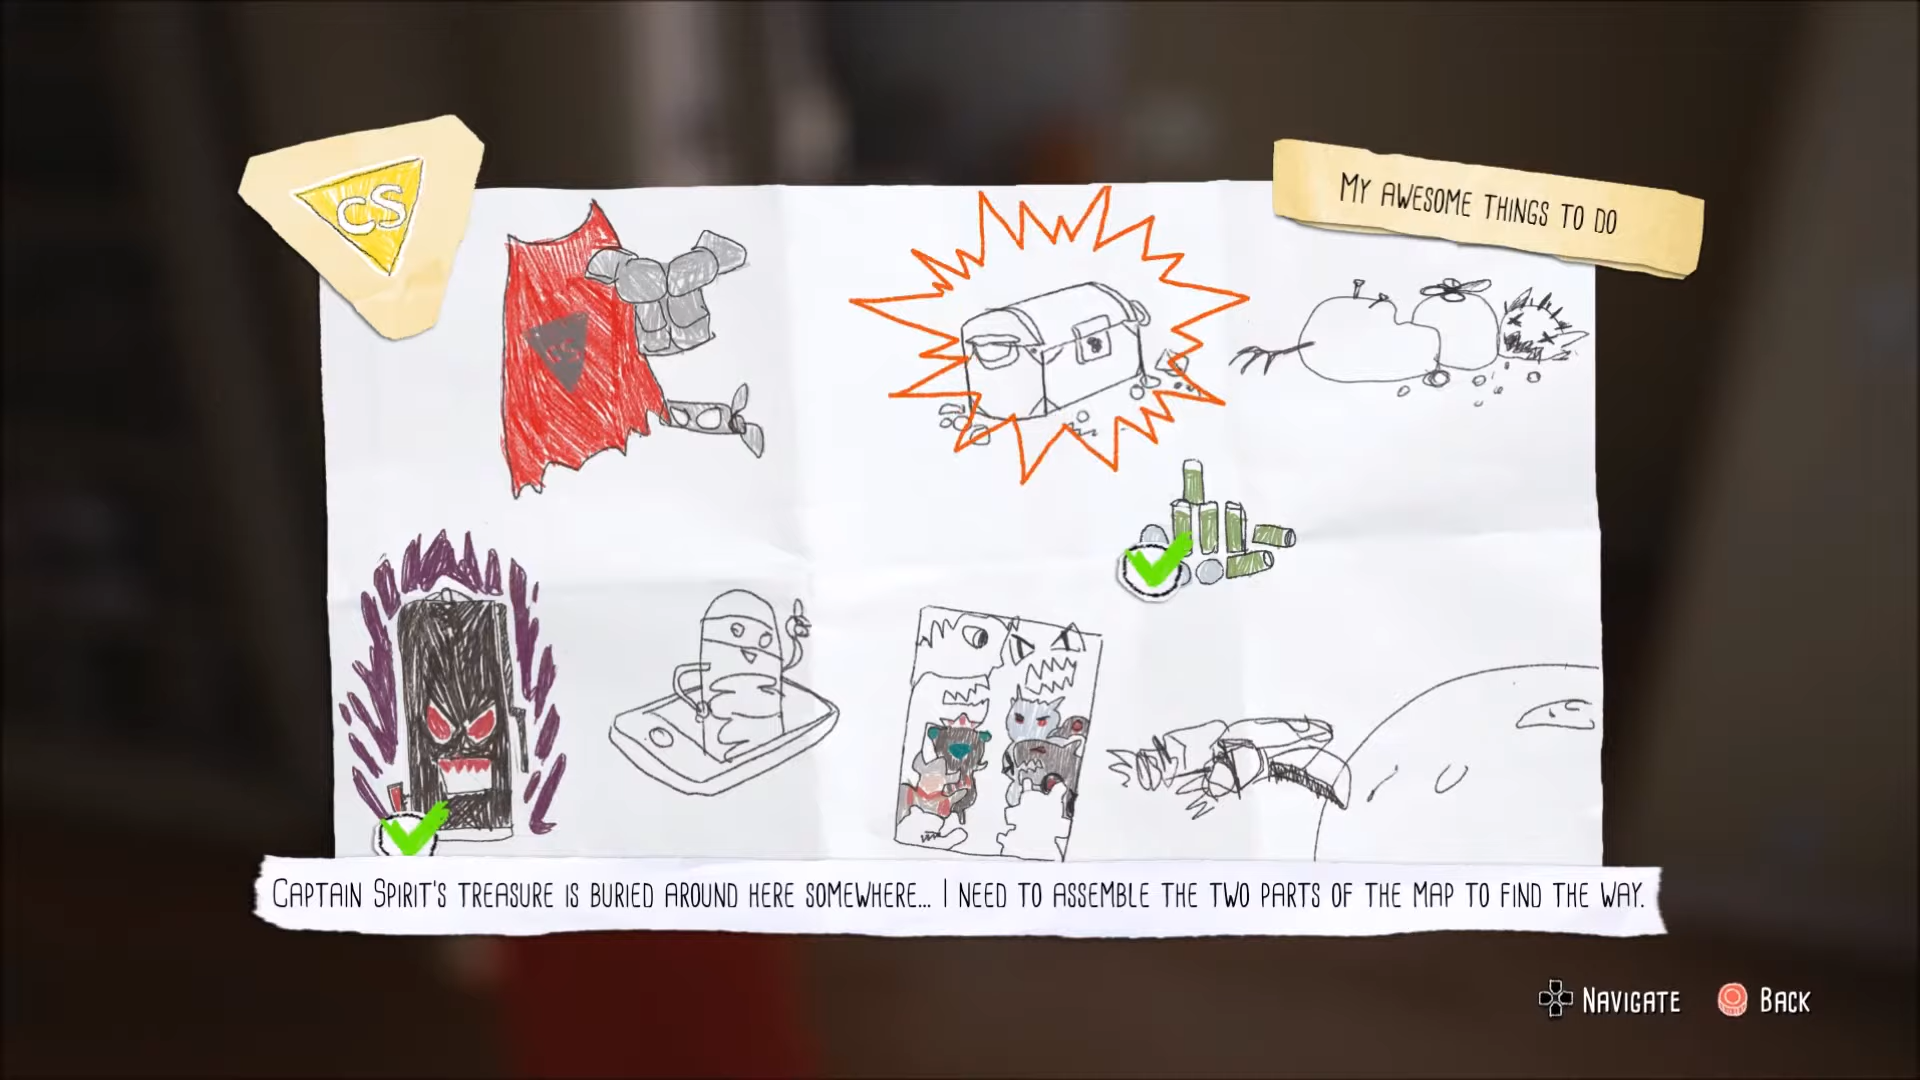 CS
MY AWESOME THINGS TO DO
CS
CAPTAIN SPIRIT'S TREASURE IS BURIED AROUND HERE SOMEWHERE... I NEED TO ASSEMBLE THE TWO PARTS OF THE MAP TO FIND THE WAY.
NAVIGATE
BACK